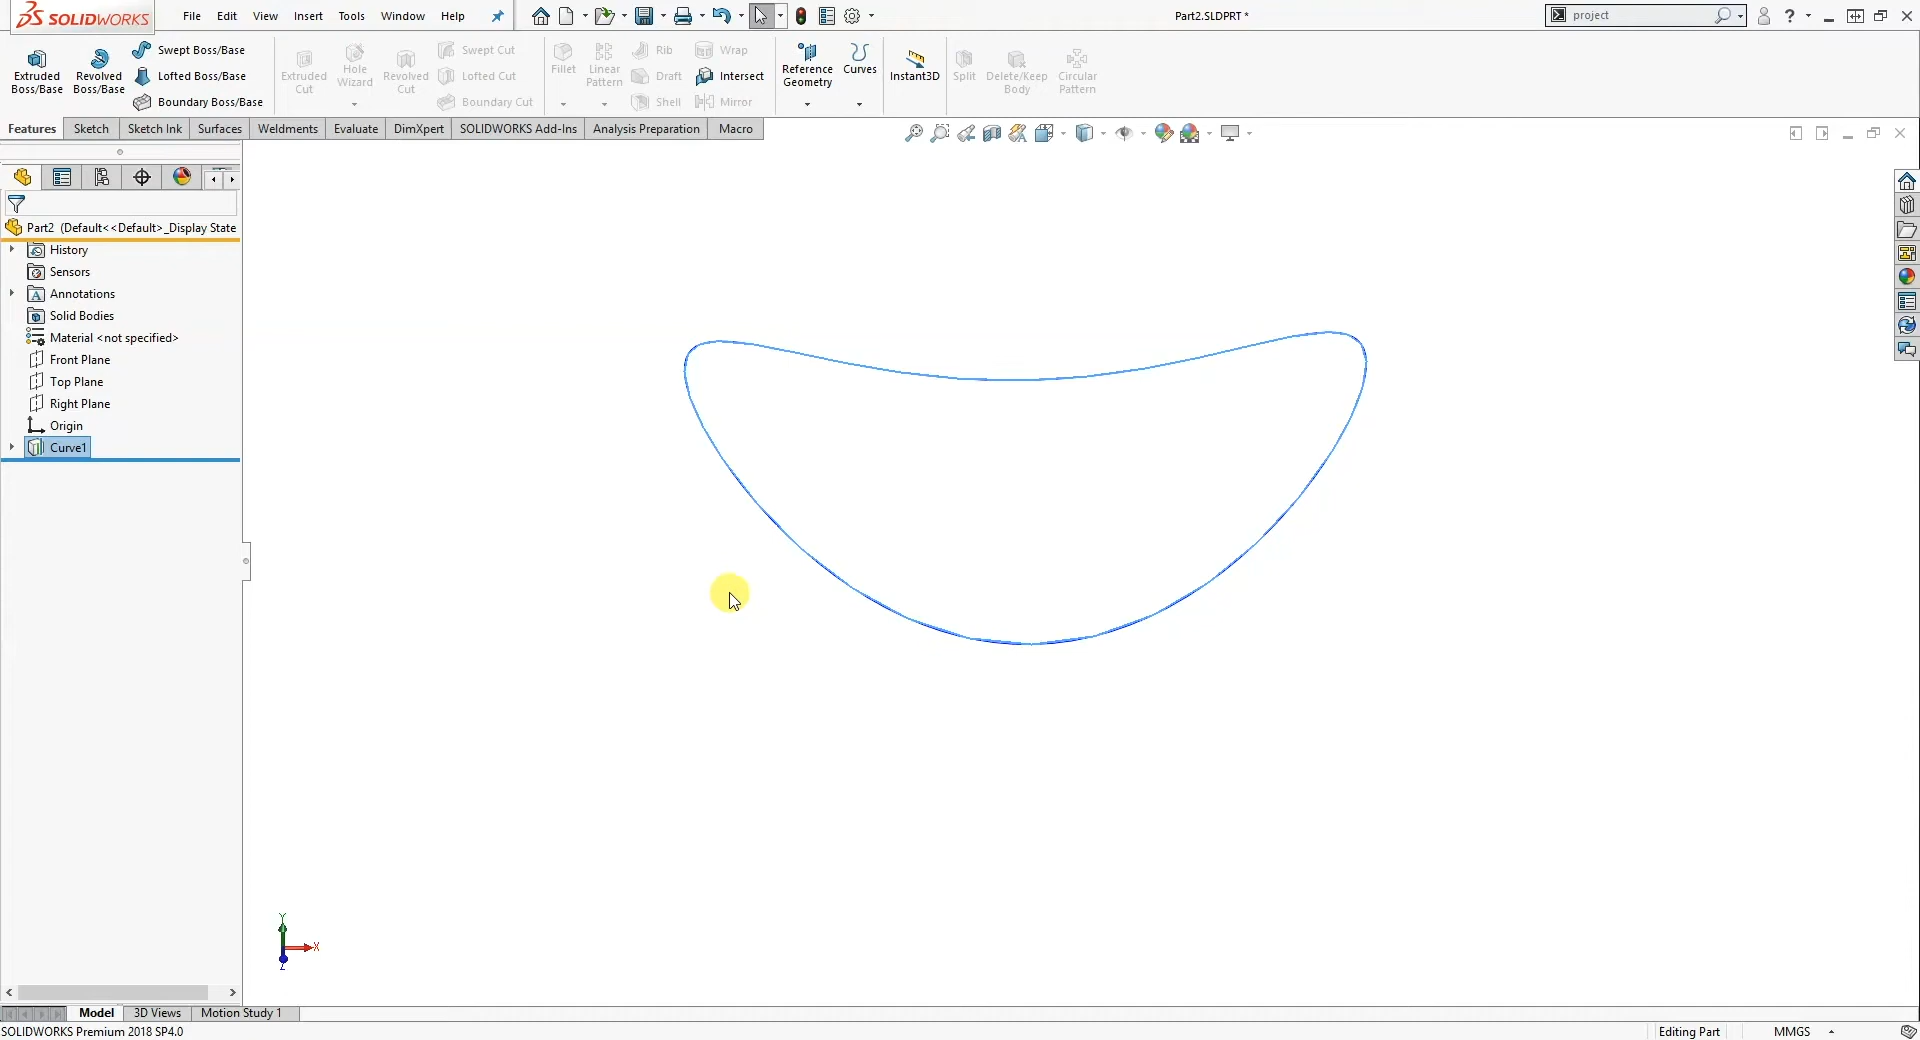 SOLIDWORKS File Edit View Insert Tools Window Help Part2.SLDPRT * project ?
Extruded Boss/Base
Revolved Boss/Base
Swept Boss/Base
Lofted Boss/Base
Boundary Boss/Base
Extruded Cut
Hole Wizard
Revolved Cut
Swept Cut
Lofted Cut
Boundary Cut
Fillet
Linear Pattern
Rib
Draft
Shell
Wrap
Intersect
Mirror
Reference Geometry
Curves
Instant3D
Split
Delete/Keep Body
Circular Pattern
Features Sketch Sketch Ink Surfaces Weldments Evaluate DimXpert SOLIDWORKS Add-Ins Analysis Preparation Macro
Part2 (Default<<Default>_Display State
History
Sensors
A Annotations
Solid Bodies
Material <not specified>
Front Plane
Top Plane
Right Plane
Origin
Curve1
Y
X
Z
Model 3D Views Motion Study 1
SOLIDWORKS Premium 2018 SP4.0 Editing Part MMGS